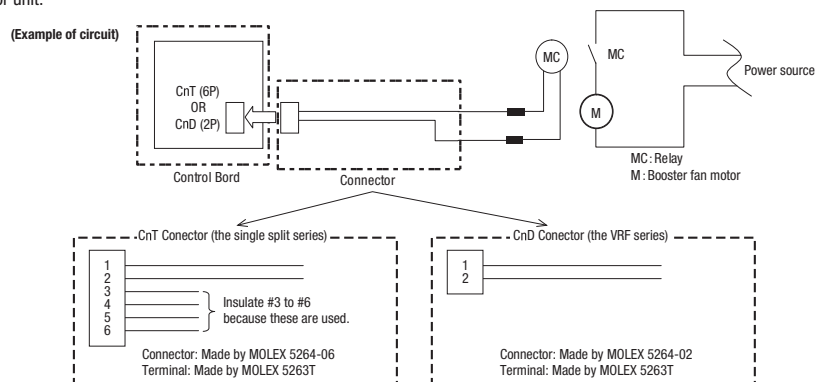 or unit.
(Example of circuit)
CnT (6P)
OR
CnD (2P)
Control Bord
Connector
MC
MC
M
Power source
MC: Relay
M: Booster fan motor
CnT Conector (the single split series)
1
2
3
4
5
6
Insulate #3 to #6
because these are used.
Connector: Made by MOLEX 5264-06
Terminal: Made by MOLEX 5263T
CnD Conector (the VRF series)
1
2
Connector: Made by MOLEX 5264-02
Terminal: Made by MOLEX 5263T